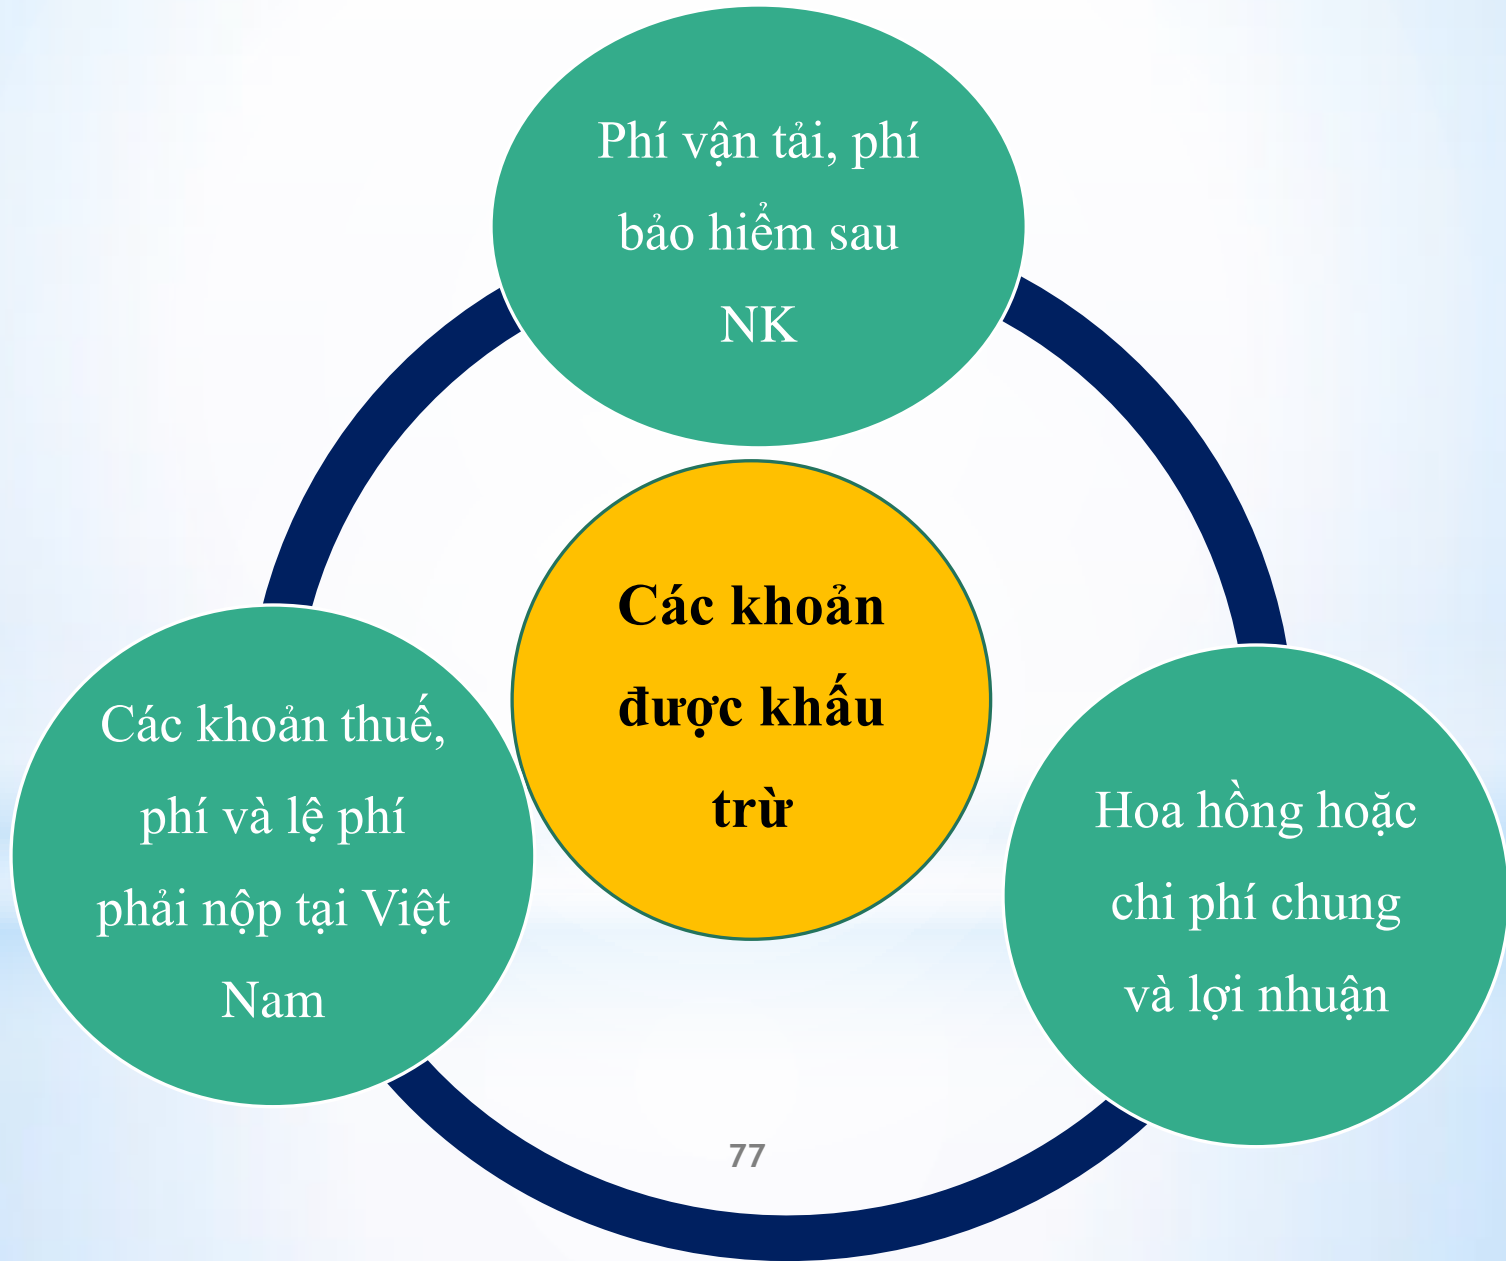 Phí vận tải, phí
bảo hiểm sau
NK
Các khoản
được khấu
trừ
Các khoản thuế,
phí và lệ phí
phải nộp tại Việt
Nam
Hoa hồng hoặc
chi phí chung
và lợi nhuận
77